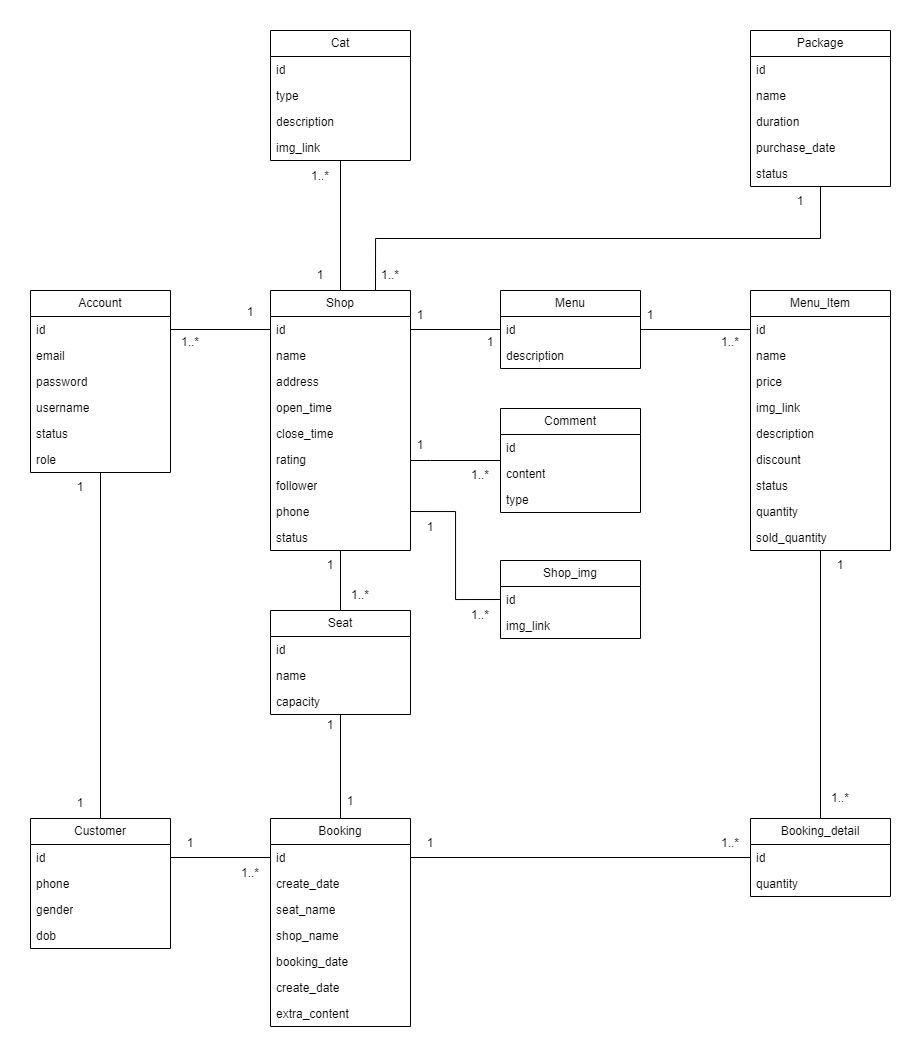 Cat
id
type
description
img_link
1..*
1
Package
id
name
duration
purchase_date
status
1
1..*
Account
id
email
password
username
status
role
1..*
1
1
1
Shop
id
name
address
open_time
close_time
rating
follower
phone
status
1
1
Menu
id
description
1
1..*
Menu_Item
id
name
price
img_link
description
discount
status
quantity
sold_quantity
1
1..*
1
1..*
Comment
id
content
type
1
1..*
Shop_img
id
img_link
1
1..*
Seat
id
name
capacity
1
1
Customer
id
phone
gender
dob
1
1..*
Booking
id
create_date
seat_name
shop_name
booking_date
create_date
extra_content
1
1..*
Booking_detail
id
quantity